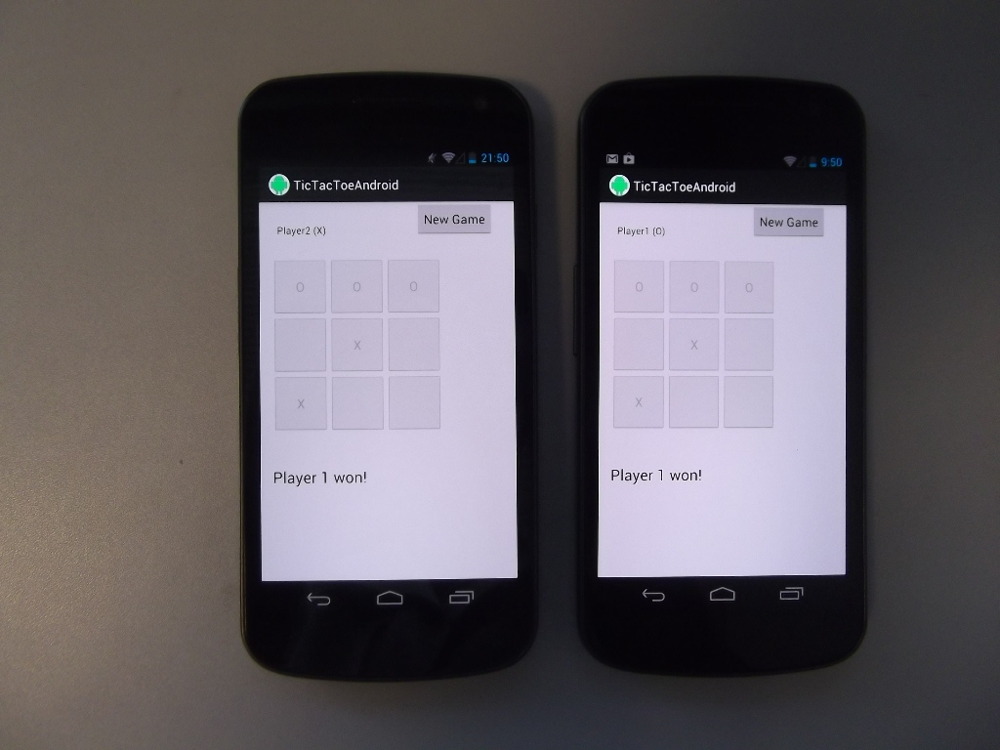 21:50
TicTacToeAndroid
Player2 (X)
New Game
O O O
X
X
Player 1 won!
9:50
TicTacToeAndroid
Player1 (O)
New Game
O O O
X
X
Player 1 won!